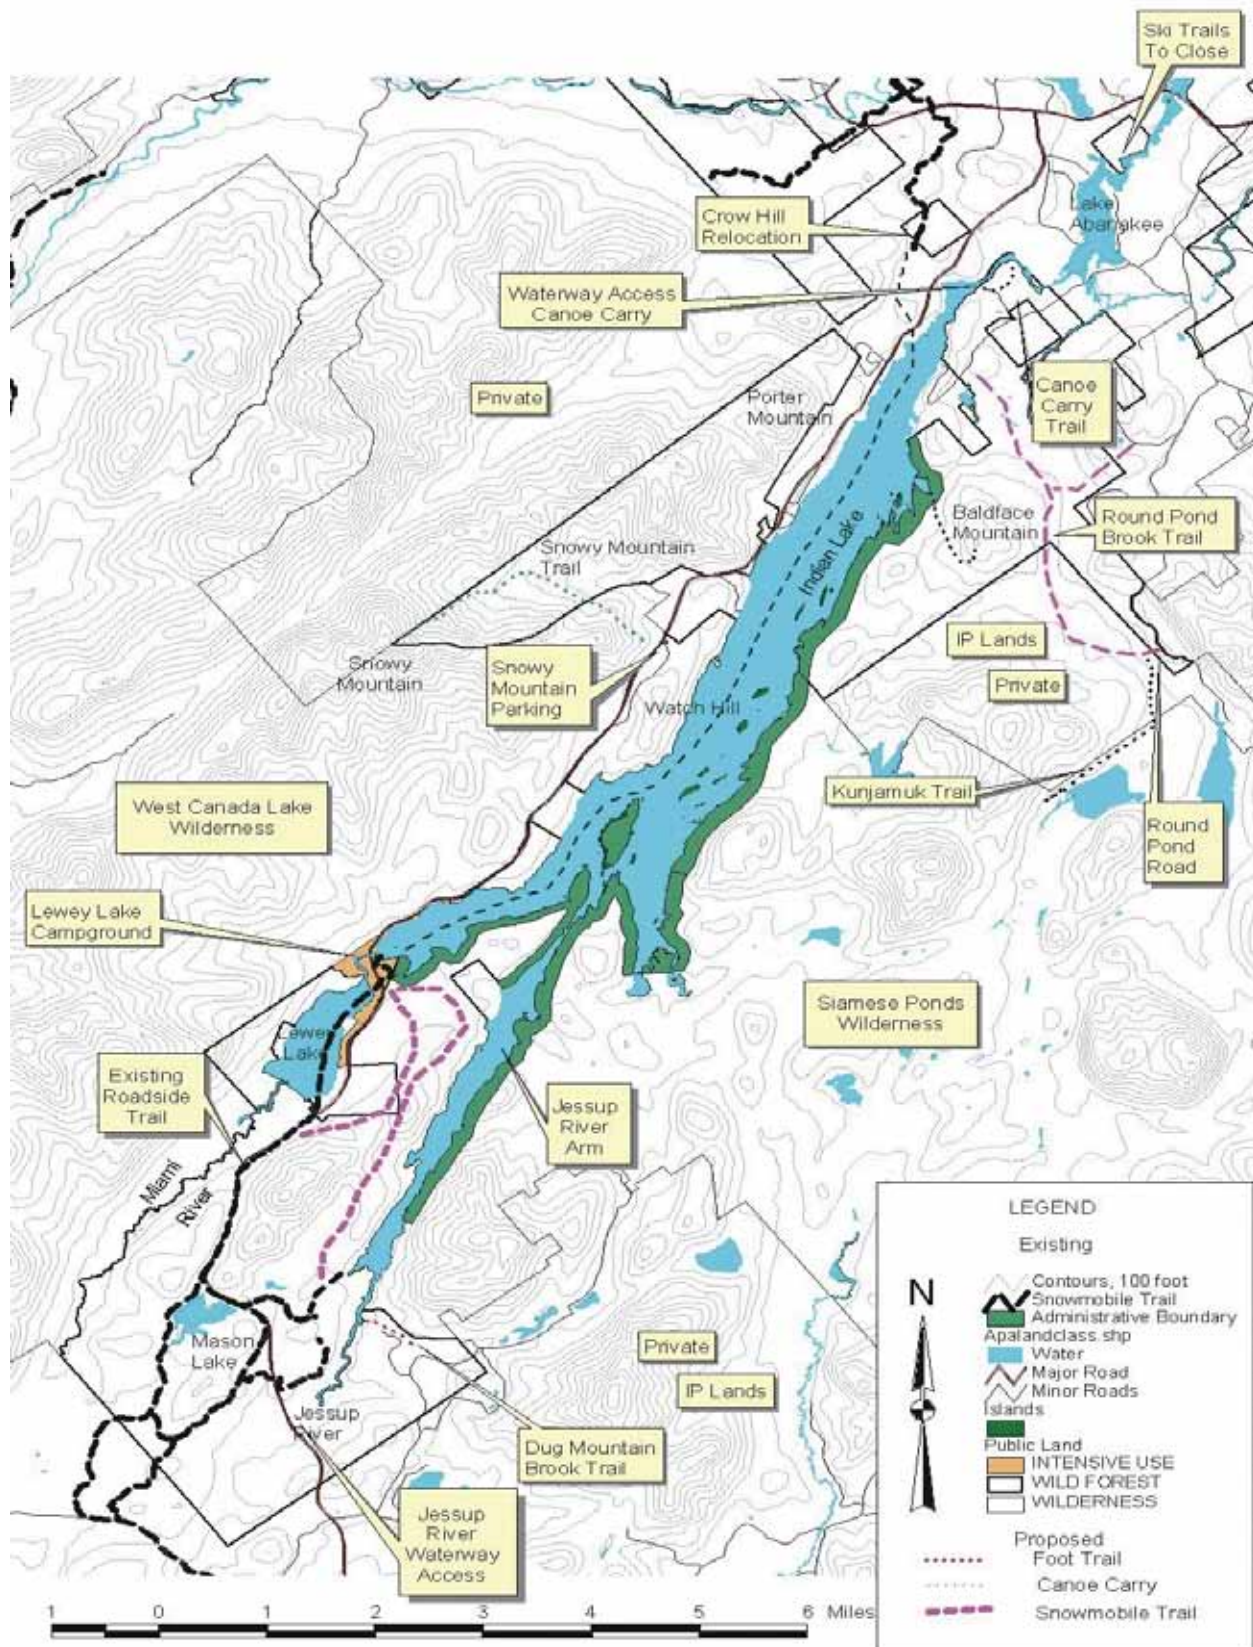 Ski Trails
To Close
Lake
Abanakee
Crow Hill
Relocation
Waterway Access
Canoe Carry
Private
Porter
Mountain
Canoe
Carry
Trail
Indian Lake
Baldface
Mountain
Round Pond
Brook Trail
Snowy Mountain
Trail
IP Lands
Private
Snowy
Mountain
Snowy
Mountain
Parking
Watch Hill
Kunjamuk Trail
Round
Pond
Road
West Canada Lake
Wilderness
Lewey Lake
Campground
Siamese Ponds
Wilderness
Lewey
Lake
Existing
Roadside
Trail
Jessup
River
Arm
Miami
River
Mason
Lake
Private
IP Lands
Jessup
River
Dug Mountain
Brook Trail
Jessup
River
Waterway
Access
LEGEND
Existing
N
Contours, 100 foot
Snowmobile Trail
Administrative Boundary
Apalandclass.shp
Water
Major Road
Minor Roads
Islands
Public Land
INTENSIVE USE
WILD FOREST
WILDERNESS
Proposed
Foot Trail
Canoe Carry
Snowmobile Trail
1 0 1 2 3 4 5 6 Miles